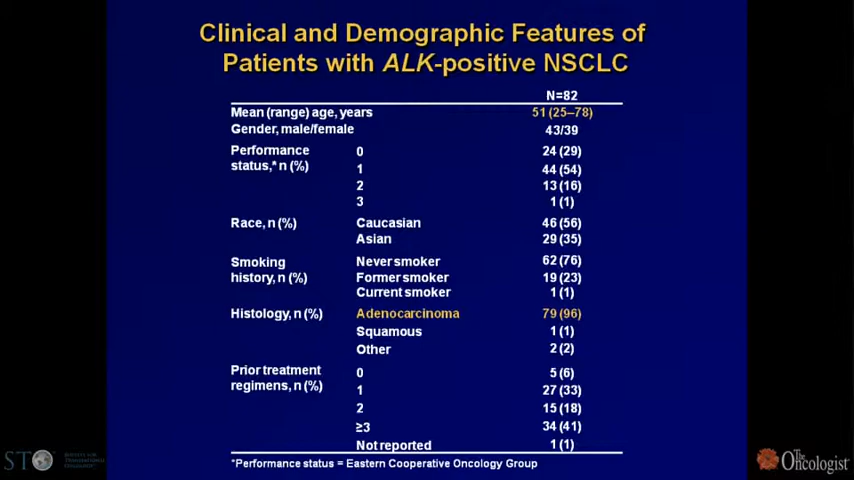 Clinical and Demographic Features of
Patients with ALK-positive NSCLC
N=82
Mean (range) age, years 51 (25–78)
Gender, male/female 43/39
Performance status,* n (%) 0 24 (29)
1 44 (54)
2 13 (16)
3 1 (1)
Race, n (%) Caucasian 46 (56)
Asian 29 (35)
Smoking history, n (%) Never smoker 62 (76)
Former smoker 19 (23)
Current smoker 1 (1)
Histology, n (%) Adenocarcinoma 79 (96)
Squamous 1 (1)
Other 2 (2)
Prior treatment regimens, n (%) 0 5 (6)
1 27 (33)
2 15 (18)
≥3 34 (41)
Not reported 1 (1)
*Performance status = Eastern Cooperative Oncology Group
The Oncologist